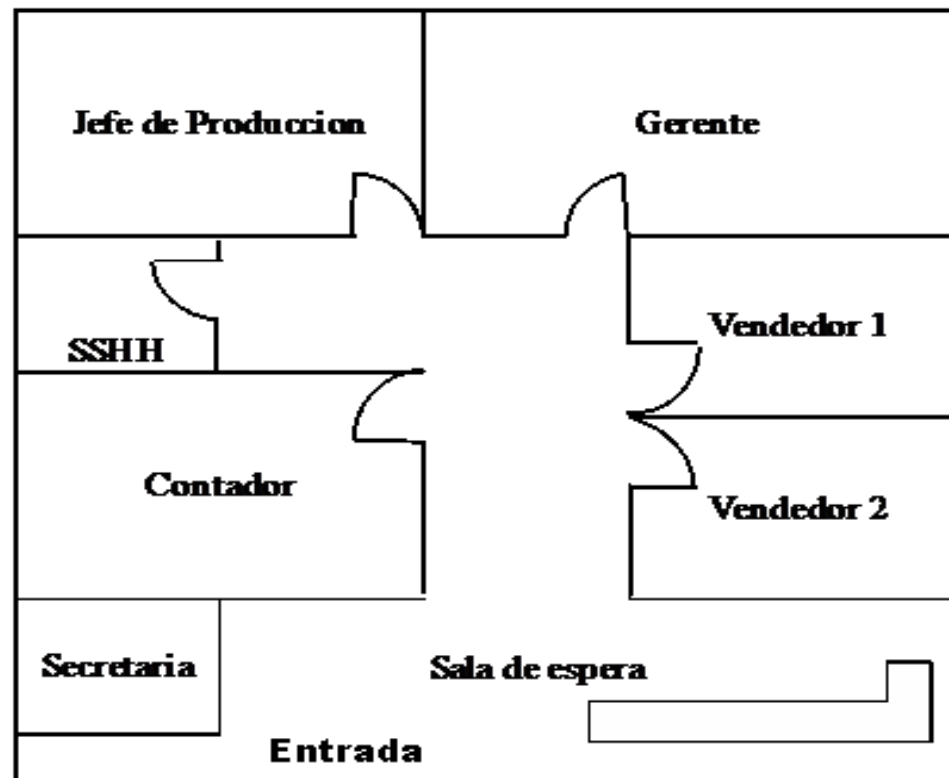 Jefe de Produccion
Gerente
SSHH
Vendedor 1
Contador
Vendedor 2
Secretaria
Sala de espera
Entrada